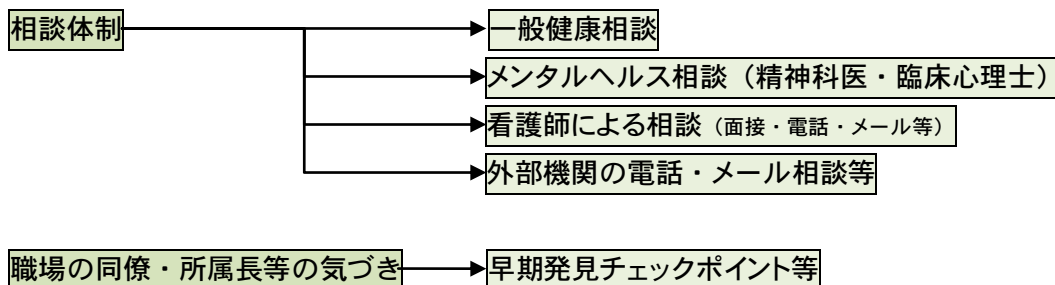 相談体制
一般健康相談
メンタルヘルス相談（精神科医・臨床心理士）
看護師による相談（面接・電話・メール等）
外部機関の電話・メール相談等
職場の同僚・所属長等の気づき
早期発見チェックポイント等